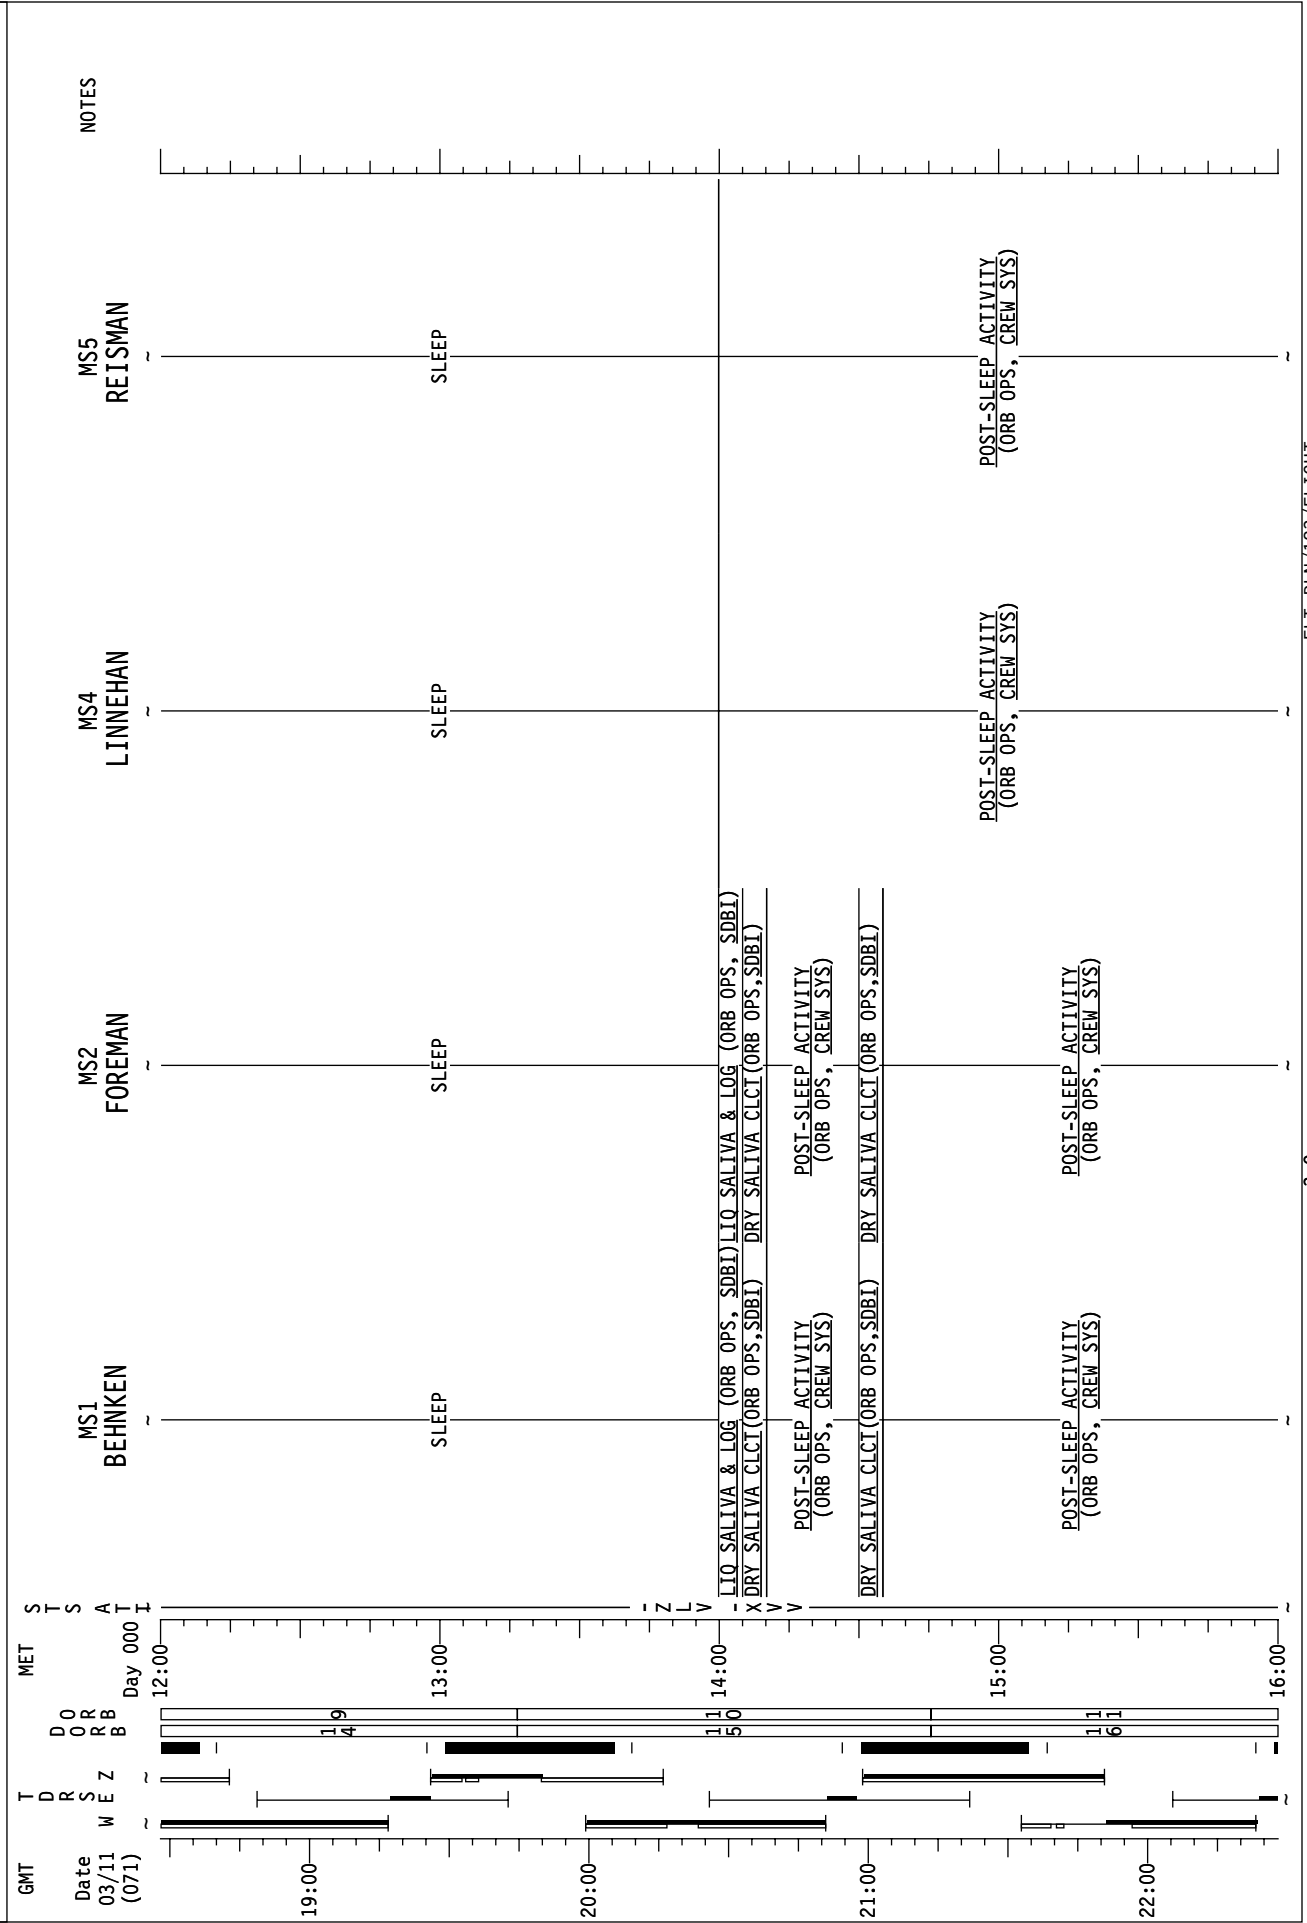 GMT
Date
03/11
(071)
T
D
R
S
W E Z
D O
O R
R B
B
MET
Day 000
S
T S
S A
T
T
I
MS1
BEHNKEN
MS2
FOREMAN
MS4
LINNEHAN
MS5
REISMAN
NOTES
19:00
20:00
21:00
22:00
14
9
15
10
16
11
12:00
13:00
14:00
15:00
16:00
-ZLV
-XVV
SLEEP
SLEEP
SLEEP
SLEEP
LIQ SALIVA & LOG (ORB OPS, SDBI)
LIQ SALIVA & LOG (ORB OPS, SDBI)
DRY SALIVA CLCT(ORB OPS,SDBI)
DRY SALIVA CLCT(ORB OPS,SDBI)
POST-SLEEP ACTIVITY
(ORB OPS, CREW SYS)
POST-SLEEP ACTIVITY
(ORB OPS, CREW SYS)
DRY SALIVA CLCT(ORB OPS,SDBI)
DRY SALIVA CLCT(ORB OPS,SDBI)
POST-SLEEP ACTIVITY
(ORB OPS, CREW SYS)
POST-SLEEP ACTIVITY
(ORB OPS, CREW SYS)
POST-SLEEP ACTIVITY
(ORB OPS, CREW SYS)
POST-SLEEP ACTIVITY
(ORB OPS, CREW SYS)